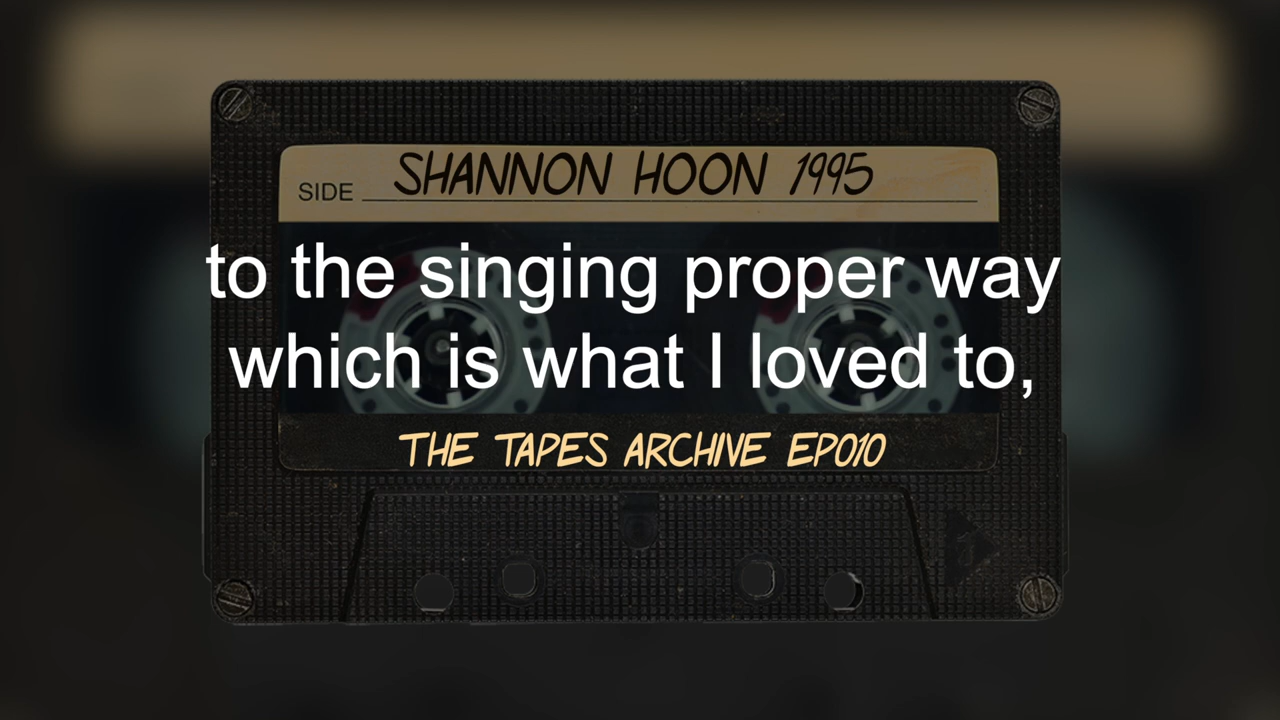 SHANNON HOON 1995
SIDE
to the singing proper way
which is what I loved to,
THE TAPES ARCHIVE EP010